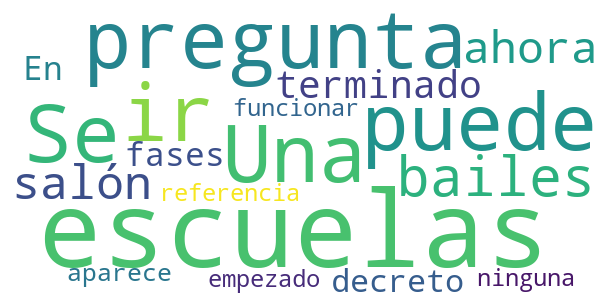 pregunta ahora
En terminado
ir funcionar puede
Se Una
fases bailes
salón referencia
escuelas
aparece empezado decreto ninguna